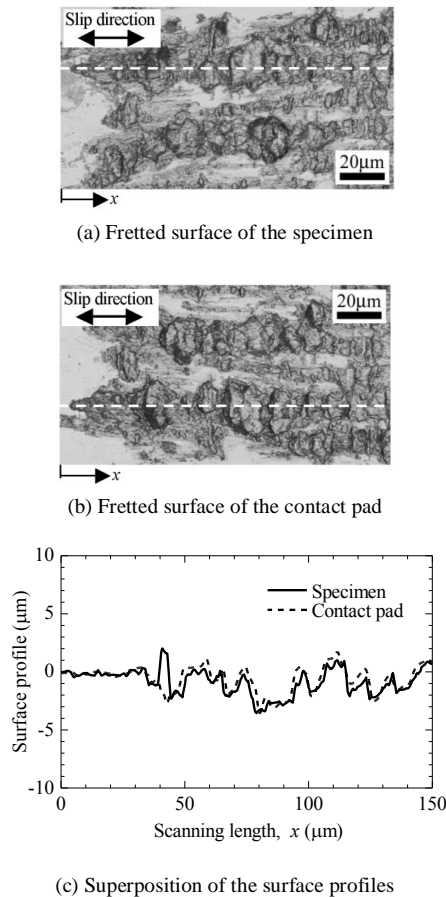 Slip direction
20μm
x
(a) Fretted surface of the specimen
Slip direction
20μm
x
(b) Fretted surface of the contact pad
10
5
0
-5
-10
Surface profile (μm)
Specimen
Contact pad
0 50 100 150
Scanning length, x (μm)
(c) Superposition of the surface profiles